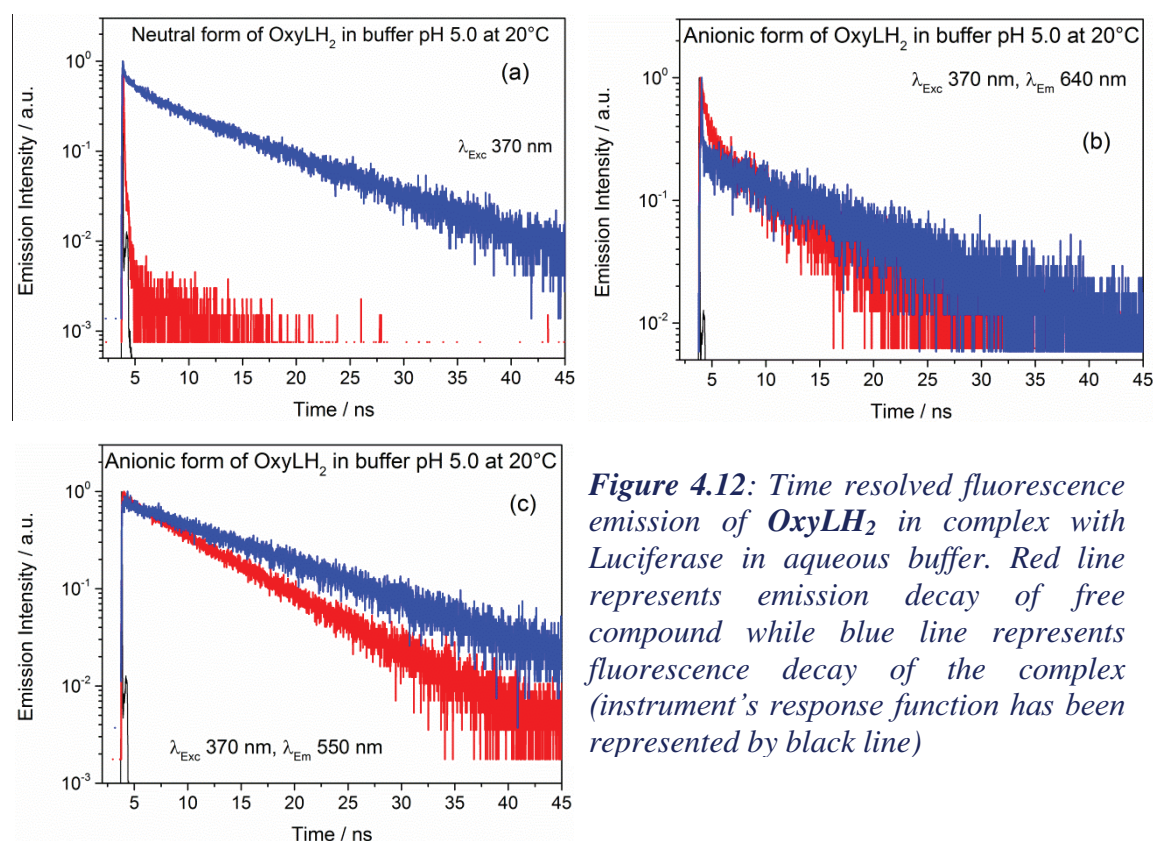 Neutral form of OxyLH₂ in buffer pH 5.0 at 20°C
(a)
λExc 370 nm
10⁰
10⁻¹
10⁻²
10⁻³
Emission Intensity / a.u.
5 10 15 20 25 30 35 40 45
Time / ns
Anionic form of OxyLH₂ in buffer pH 5.0 at 20°C
λExc 370 nm, λEm 640 nm
(b)
10⁰
10⁻¹
10⁻²
Emission Intensity / a.u.
5 10 15 20 25 30 35 40 45
Time / ns
Anionic form of OxyLH₂ in buffer pH 5.0 at 20°C
(c)
10⁰
10⁻¹
10⁻²
10⁻³
Emission Intensity / a.u.
λExc 370 nm, λEm 550 nm
5 10 15 20 25 30 35 40 45
Time / ns
Figure 4.12: Time resolved fluorescence
emission of OxyLH₂ in complex with
Luciferase in aqueous buffer. Red line
represents emission decay of free
compound while blue line represents
fluorescence decay of the complex
(instrument's response function has been
represented by black line)